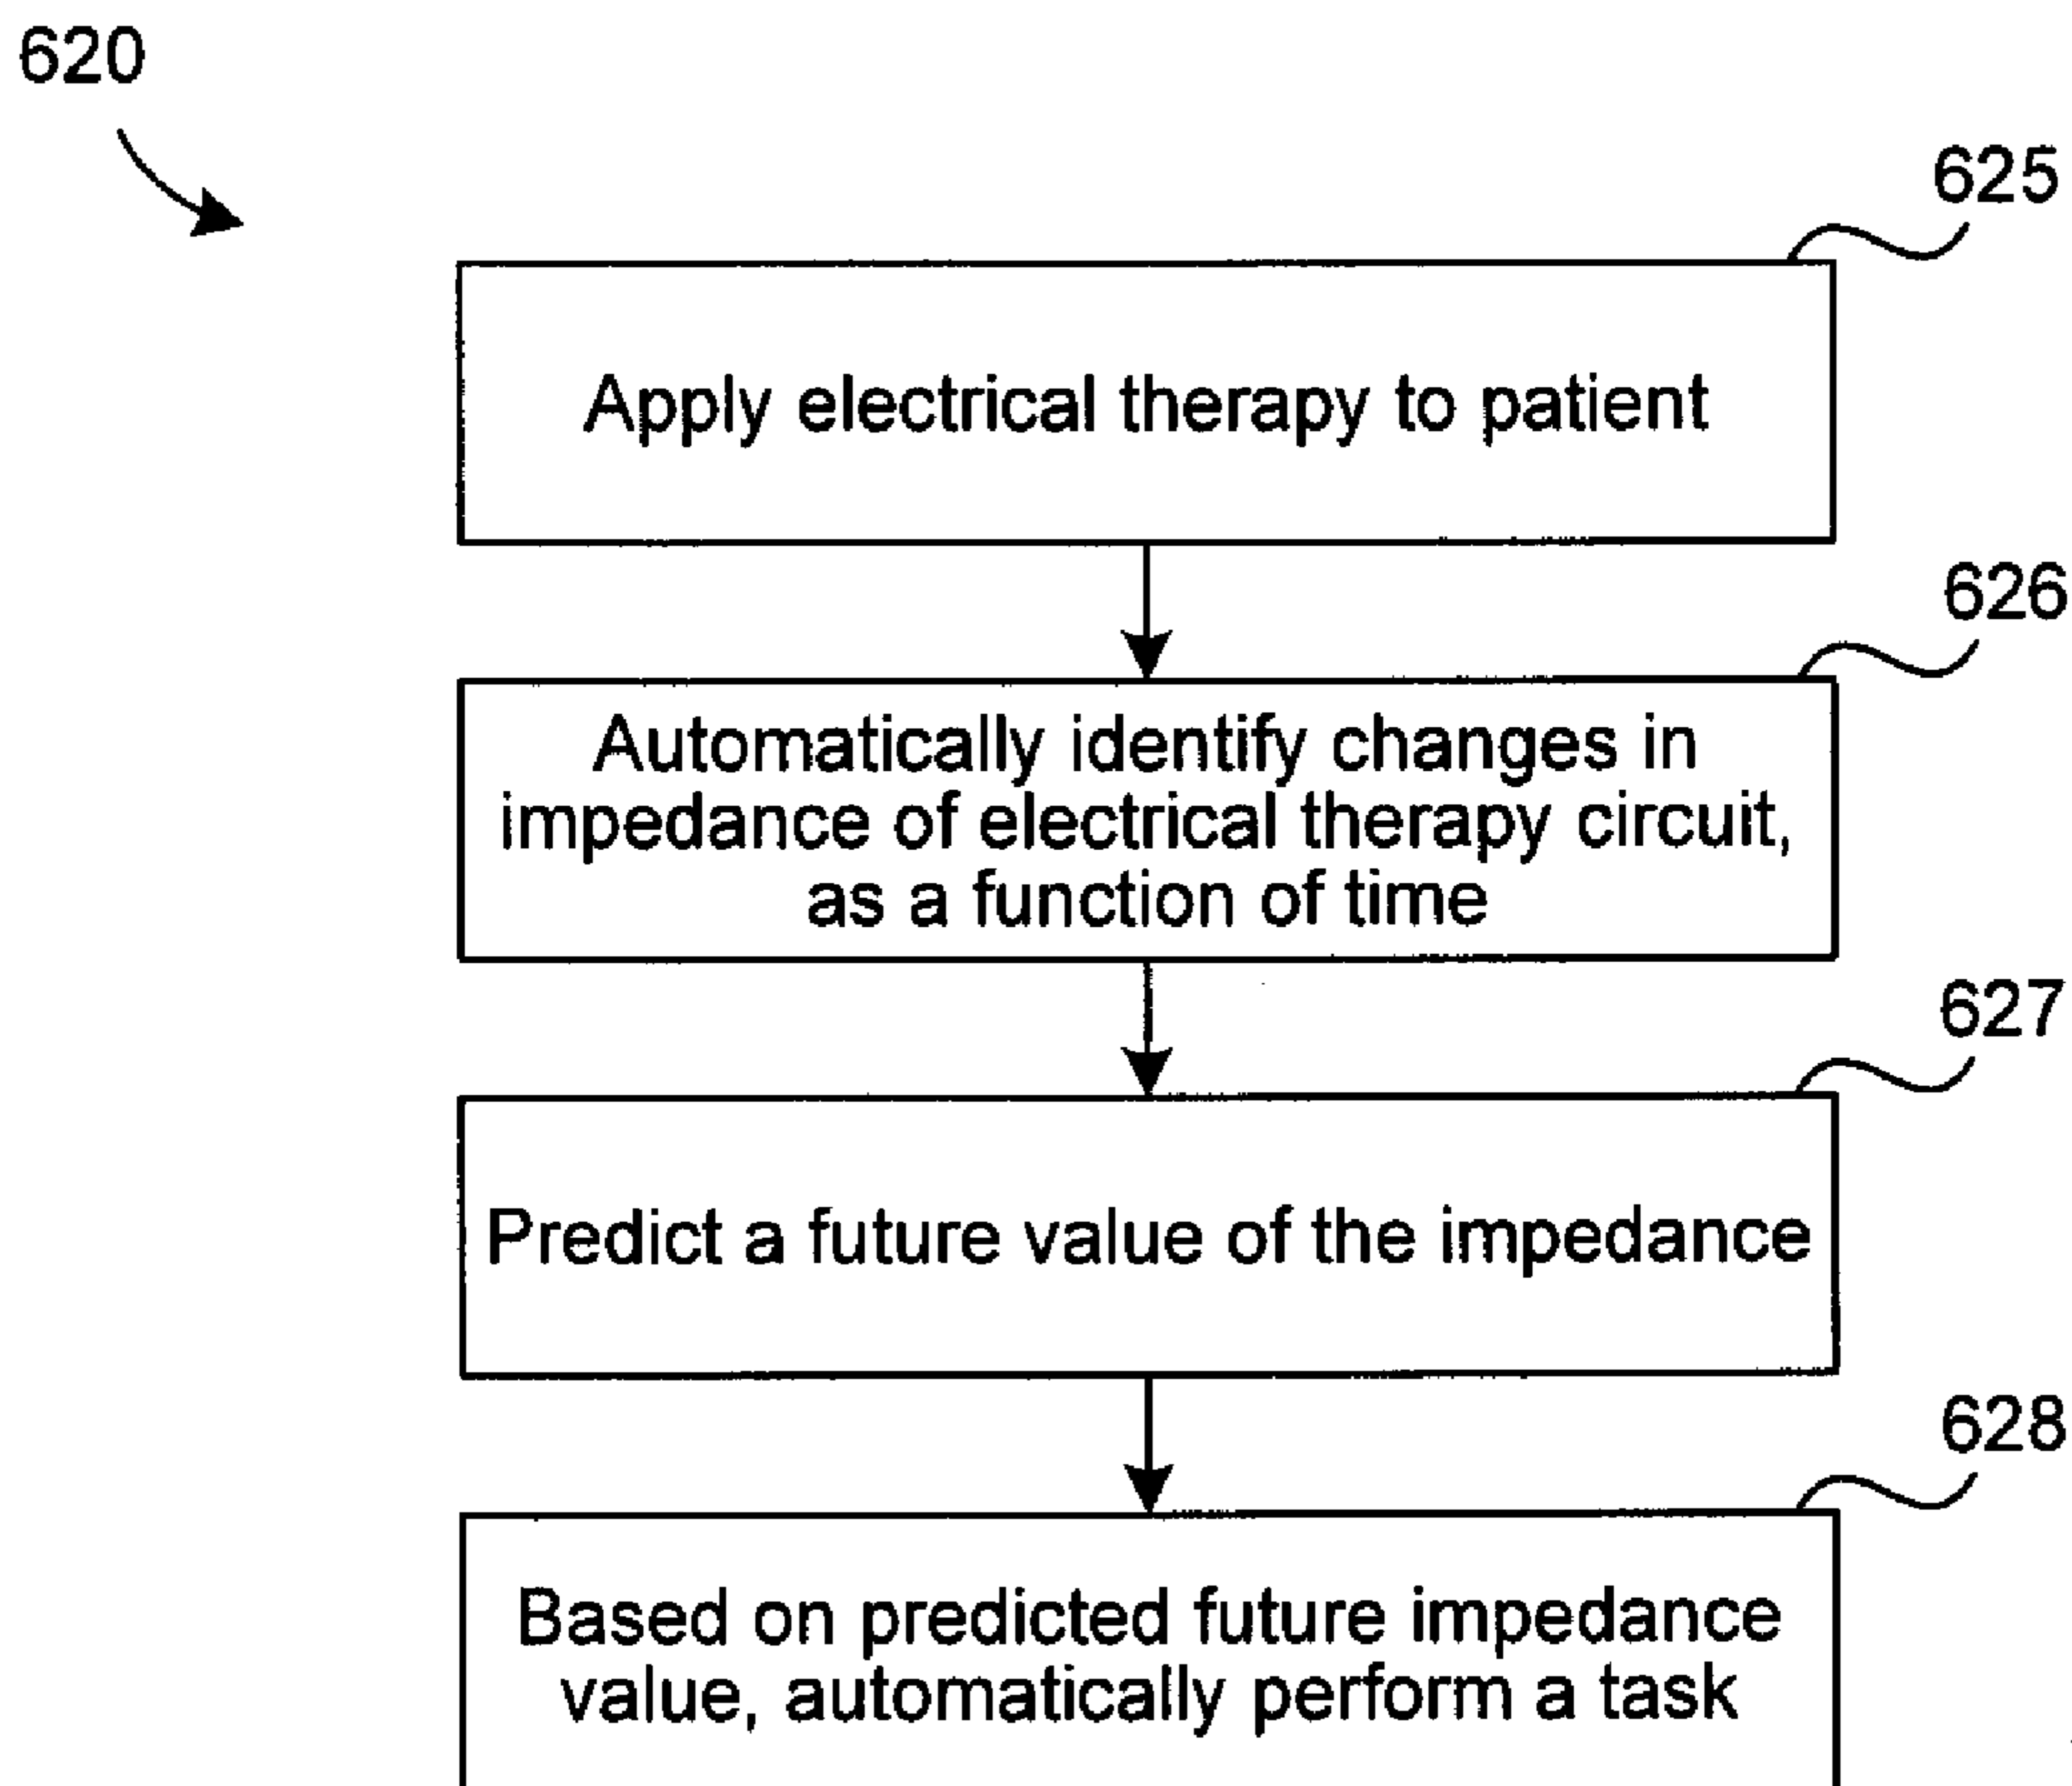 620
625
Apply electrical therapy to patient
626
Automatically identify changes in
impedance of electrical therapy circuit,
as a function of time
627
Predict a future value of the impedance
628
Based on predicted future impedance
value, automatically perform a task